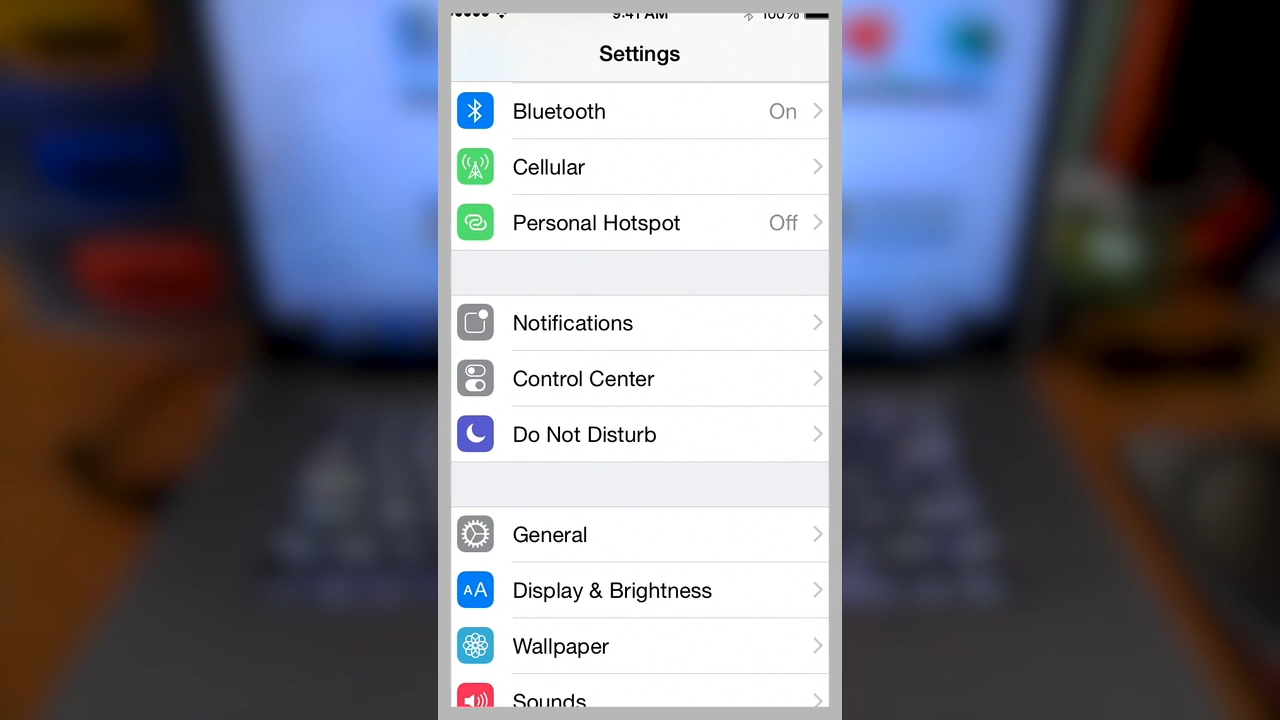 9:41 AM 100%
Settings
Bluetooth On
Cellular
Personal Hotspot Off
Notifications
Control Center
Do Not Disturb
General
AA Display & Brightness
Wallpaper
Sounds